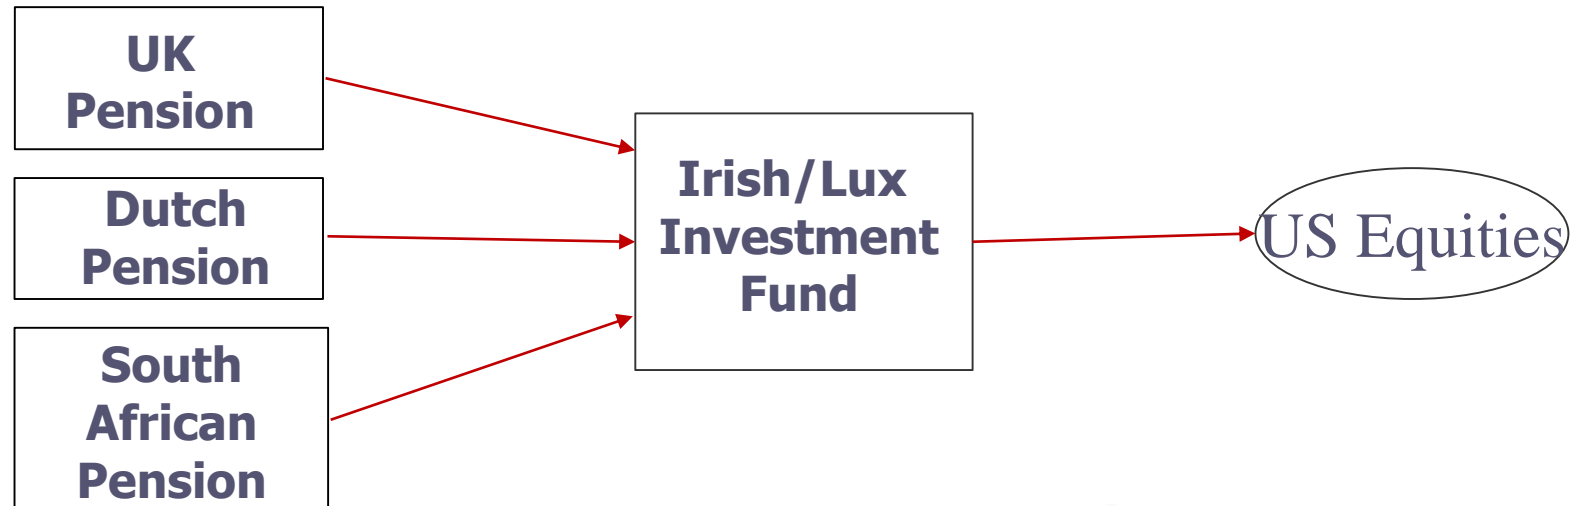 UK
Pension
Dutch
Pension
South
African
Pension
Irish/Lux
Investment
Fund
US Equities